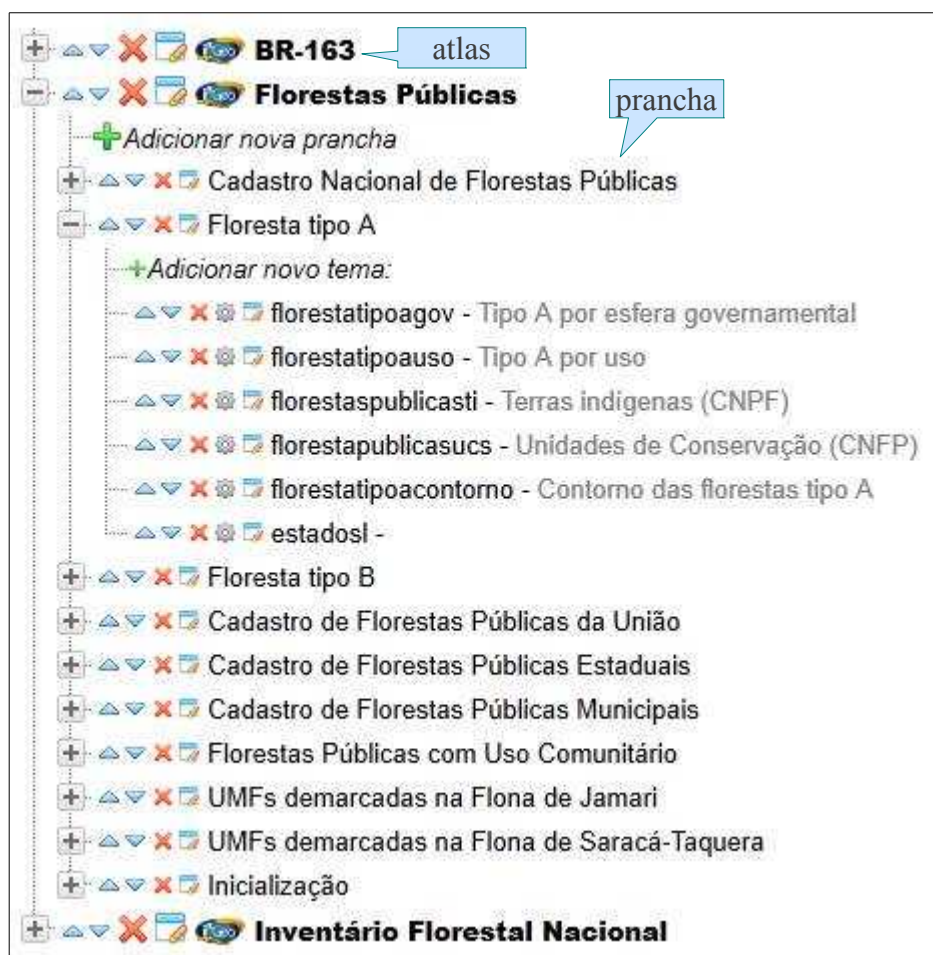 BR-163
atlas
Florestas Públicas
prancha
Adicionar nova prancha
Cadastro Nacional de Florestas Públicas
Floresta tipo A
Adicionar novo tema:
florestatipoagov - Tipo A por esfera governamental
florestatipoauso - Tipo A por uso
florestaspublicasti - Terras indígenas (CNPF)
florestapublicasucs - Unidades de Conservação (CNFP)
florestatipoacontorno - Contorno das florestas tipo A
estadosl -
Floresta tipo B
Cadastro de Florestas Públicas da União
Cadastro de Florestas Públicas Estaduais
Cadastro de Florestas Públicas Municipais
Florestas Públicas com Uso Comunitário
UMFs demarcadas na Flona de Jamari
UMFs demarcadas na Flona de Saracá-Taquera
Inicialização
Inventário Florestal Nacional